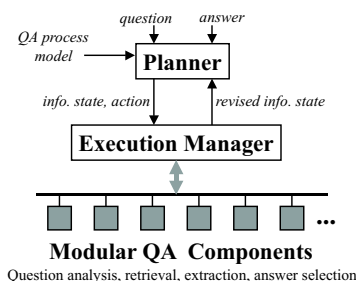 question answer
QA process
model
Planner
info. state, action revised info. state
Execution Manager
...
Modular QA Components
Question analysis, retrieval, extraction, answer selection